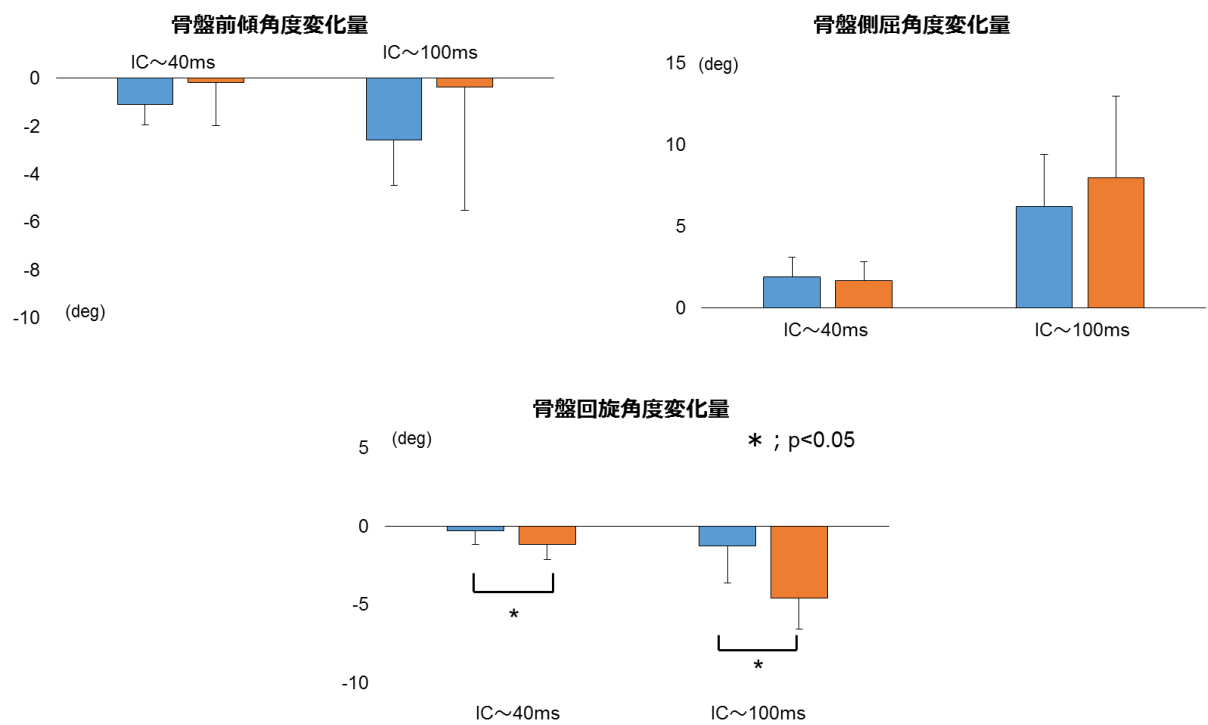 骨盤前傾角度変化量
IC～40ms
IC～100ms
0
-2
-4
-6
-8
-10
(deg)
骨盤側屈角度変化量
15
(deg)
10
5
0
IC～40ms
IC～100ms
骨盤回旋角度変化量
5
(deg)
＊ ; p<0.05
0
-5
-10
*
*
IC～40ms
IC～100ms